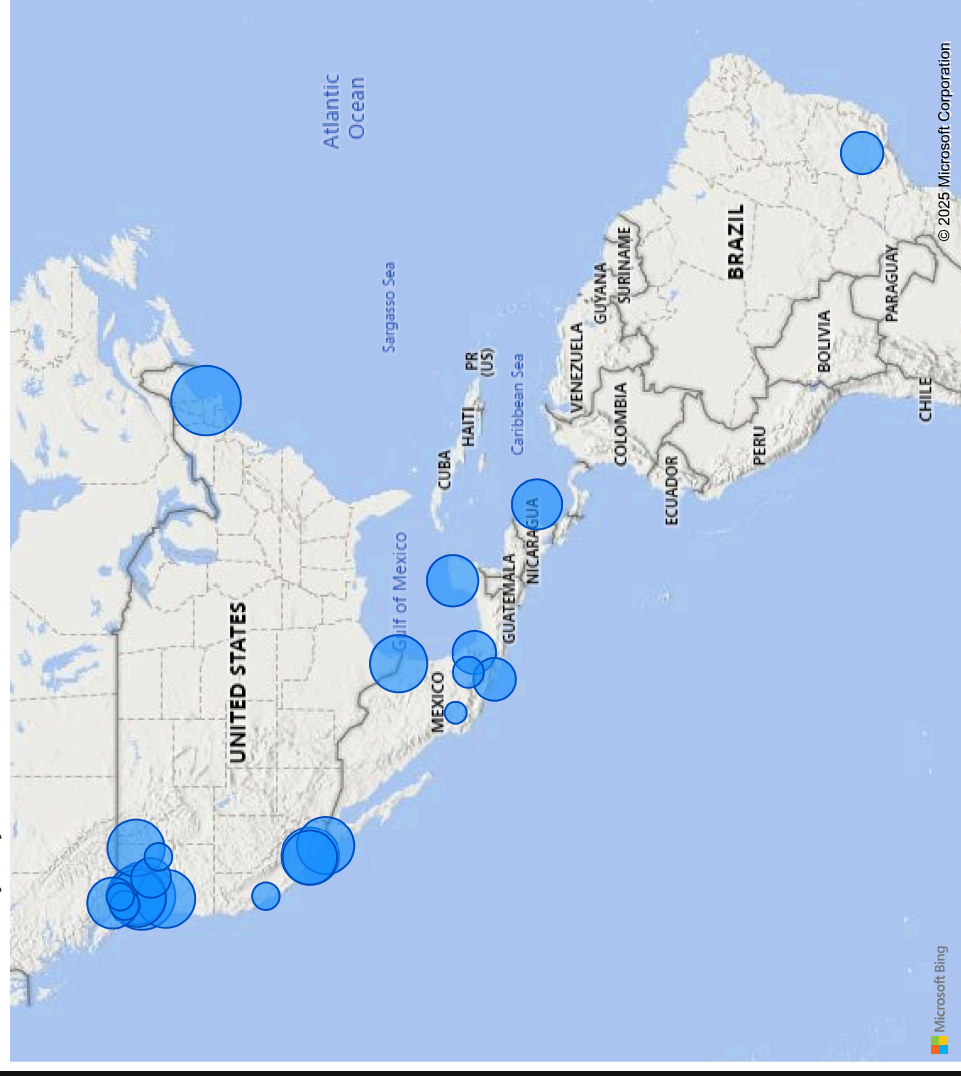 Atlantic
Ocean
Sargasso Sea
UNITED STATES
Gulf of Mexico
CUBA
HAITI
PR
(US)
MEXICO
Caribbean Sea
GUATEMALA
NICARAGUA
VENEZUELA
GUYANA
SURINAME
COLOMBIA
ECUADOR
BRAZIL
PERU
BOLIVIA
PARAGUAY
CHILE
Microsoft Bing
© 2025 Microsoft Corporation